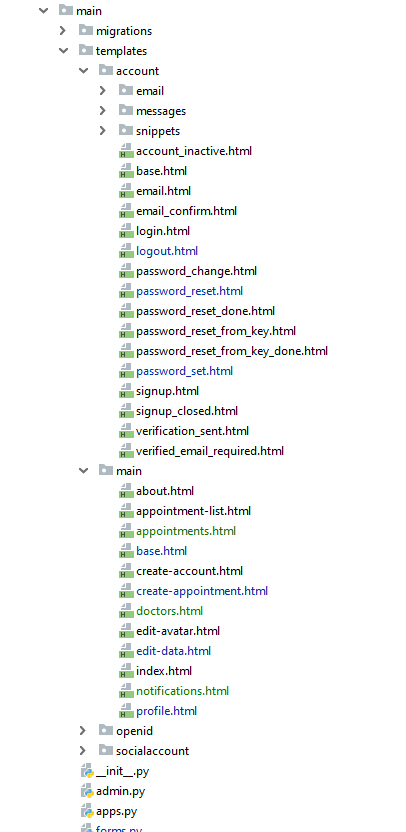 main
migrations
templates
account
email
messages
snippets
account_inactive.html
base.html
email.html
email_confirm.html
login.html
logout.html
password_change.html
password_reset.html
password_reset_done.html
password_reset_from_key.html
password_reset_from_key_done.html
password_set.html
signup.html
signup_closed.html
verification_sent.html
verified_email_required.html
main
about.html
appointment-list.html
appointments.html
base.html
create-account.html
create-appointment.html
doctors.html
edit-avatar.html
edit-data.html
index.html
notifications.html
profile.html
openid
socialaccount
__init__.py
admin.py
apps.py
forms.py